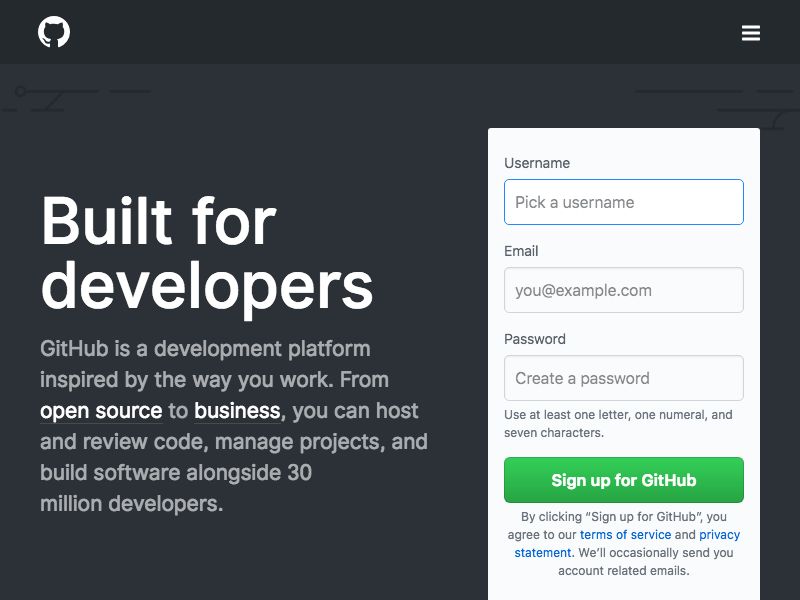 Built for
developers
GitHub is a development platform
inspired by the way you work. From
open source to business, you can host
and review code, manage projects, and
build software alongside 30
million developers.
Username
Pick a username
Email
you@example.com
Password
Create a password
Use at least one letter, one numeral, and
seven characters.
Sign up for GitHub
By clicking “Sign up for GitHub”, you
agree to our terms of service and privacy
statement. We’ll occasionally send you
account related emails.